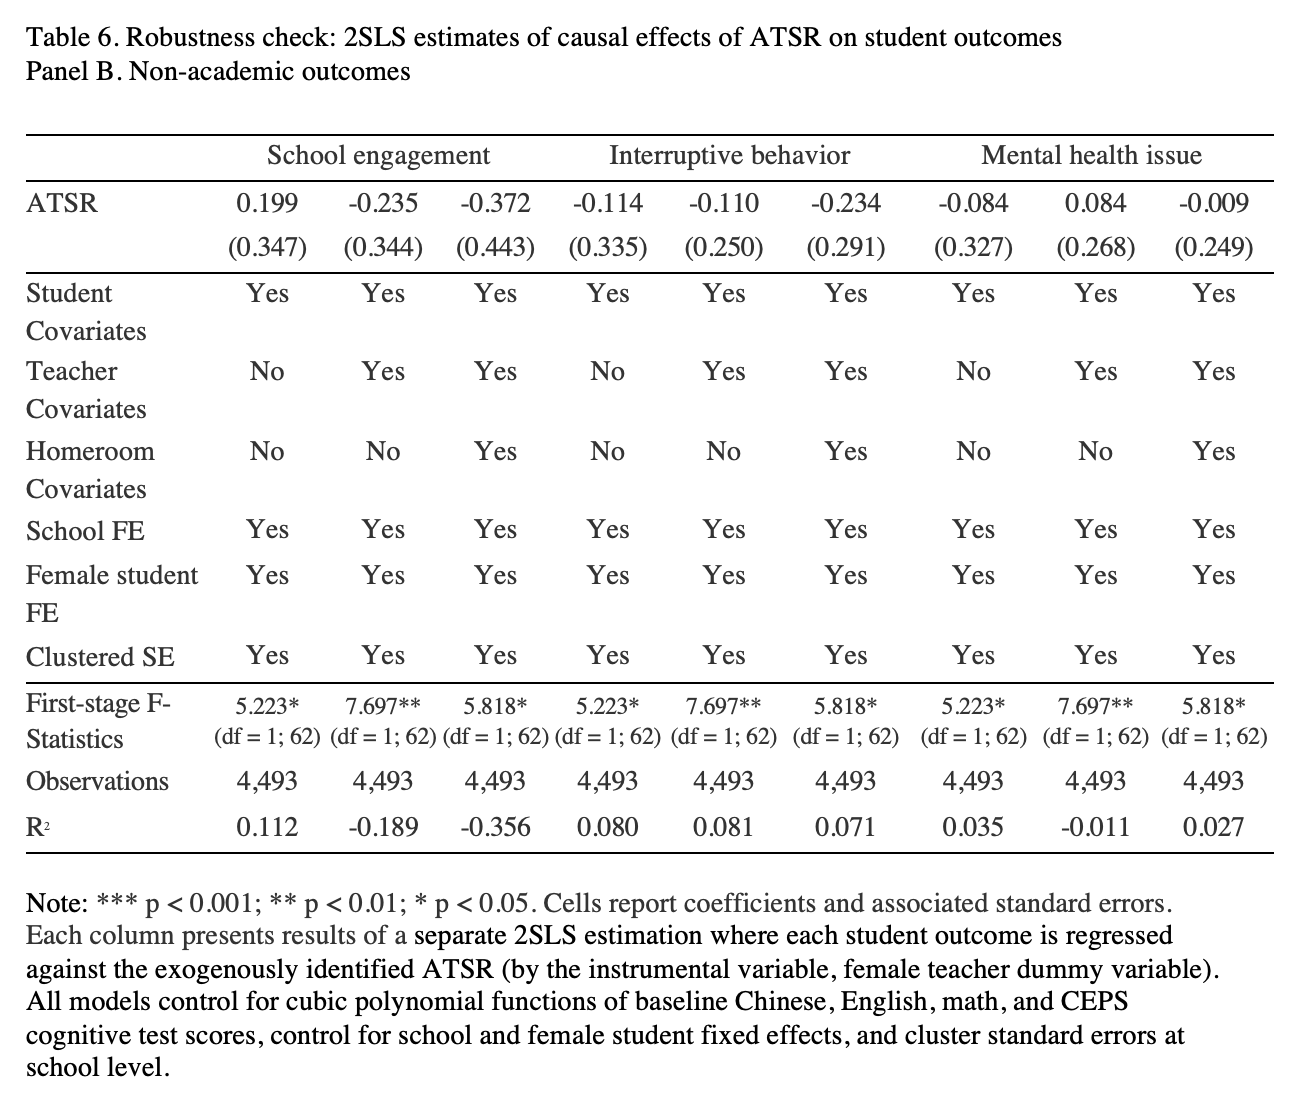 Table 6. Robustness check: 2SLS estimates of causal effects of ATSR on student outcomes
Panel B. Non-academic outcomes
School engagement Interruptive behavior Mental health issue
ATSR 0.199 -0.235 -0.372 -0.114 -0.110 -0.234 -0.084 0.084 -0.009
(0.347) (0.344) (0.443) (0.335) (0.250) (0.291) (0.327) (0.268) (0.249)
Student Yes Yes Yes Yes Yes Yes Yes Yes Yes
Covariates
Teacher No Yes Yes No Yes Yes No Yes Yes
Covariates
Homeroom No No Yes No No Yes No No Yes
Covariates
School FE Yes Yes Yes Yes Yes Yes Yes Yes Yes
Female student Yes Yes Yes Yes Yes Yes Yes Yes Yes
FE
Clustered SE Yes Yes Yes Yes Yes Yes Yes Yes Yes
First-stage F- 5.223* 7.697** 5.818* 5.223* 7.697** 5.818* 5.223* 7.697** 5.818*
Statistics (df = 1; 62) (df = 1; 62) (df = 1; 62) (df = 1; 62) (df = 1; 62) (df = 1; 62) (df = 1; 62) (df = 1; 62) (df = 1; 62)
Observations 4,493 4,493 4,493 4,493 4,493 4,493 4,493 4,493 4,493
R² 0.112 -0.189 -0.356 0.080 0.081 0.071 0.035 -0.011 0.027
Note: *** p < 0.001; ** p < 0.01; * p < 0.05. Cells report coefficients and associated standard errors.
Each column presents results of a separate 2SLS estimation where each student outcome is regressed
against the exogenously identified ATSR (by the instrumental variable, female teacher dummy variable).
All models control for cubic polynomial functions of baseline Chinese, English, math, and CEPS
cognitive test scores, control for school and female student fixed effects, and cluster standard errors at
school level.